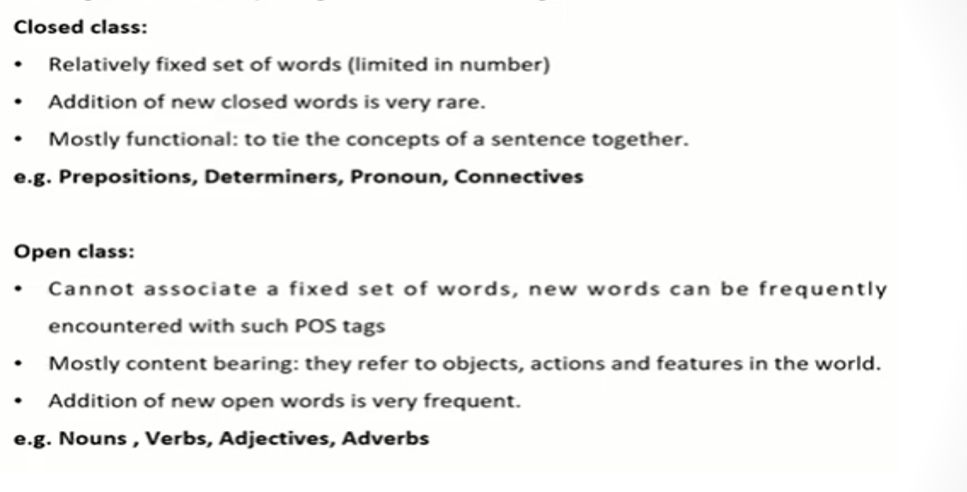 Closed class:
• Relatively fixed set of words (limited in number)
• Addition of new closed words is very rare.
• Mostly functional: to tie the concepts of a sentence together.
e.g. Prepositions, Determiners, Pronoun, Connectives
Open class:
• Cannot associate a fixed set of words, new words can be frequently
encountered with such POS tags
• Mostly content bearing: they refer to objects, actions and features in the world.
• Addition of new open words is very frequent.
e.g. Nouns , Verbs, Adjectives, Adverbs